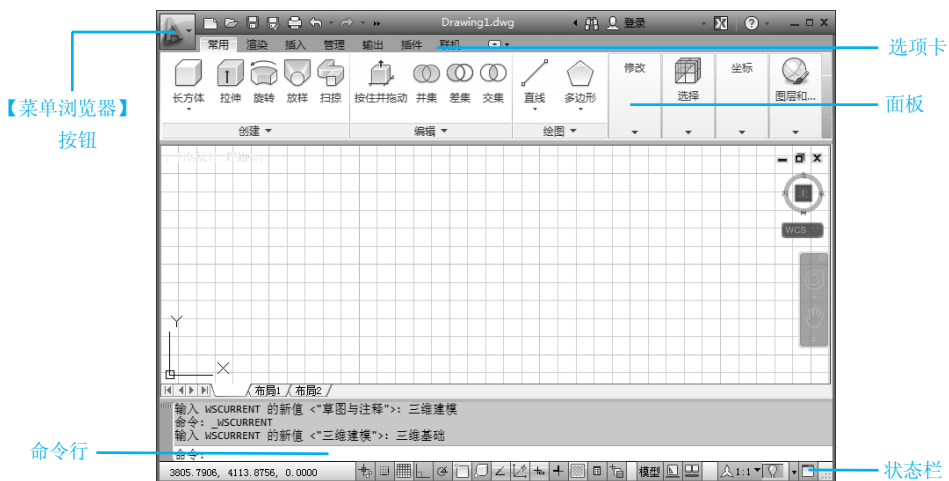 Drawing1.dwg
登录
常用 渲染 插入 管理 输出 插件 联机
选项卡
【菜单浏览器】
按钮
长方体 拉伸 旋转 放样 扫掠 按住并拖动 并集 差集 交集 直线 多边形 修改 选择 坐标 图层和...
面板
创建 编辑 绘图
WCS
Y
X
布局1 布局2
输入 WSCURRENT 的新值 <"草图与注释">: 三维建模
命令: _WSCURRENT
输入 WSCURRENT 的新值 <"三维建模">: 三维基础
命令:
命令行
3805.7906, 4113.8756, 0.0000
模型
1:1
状态栏